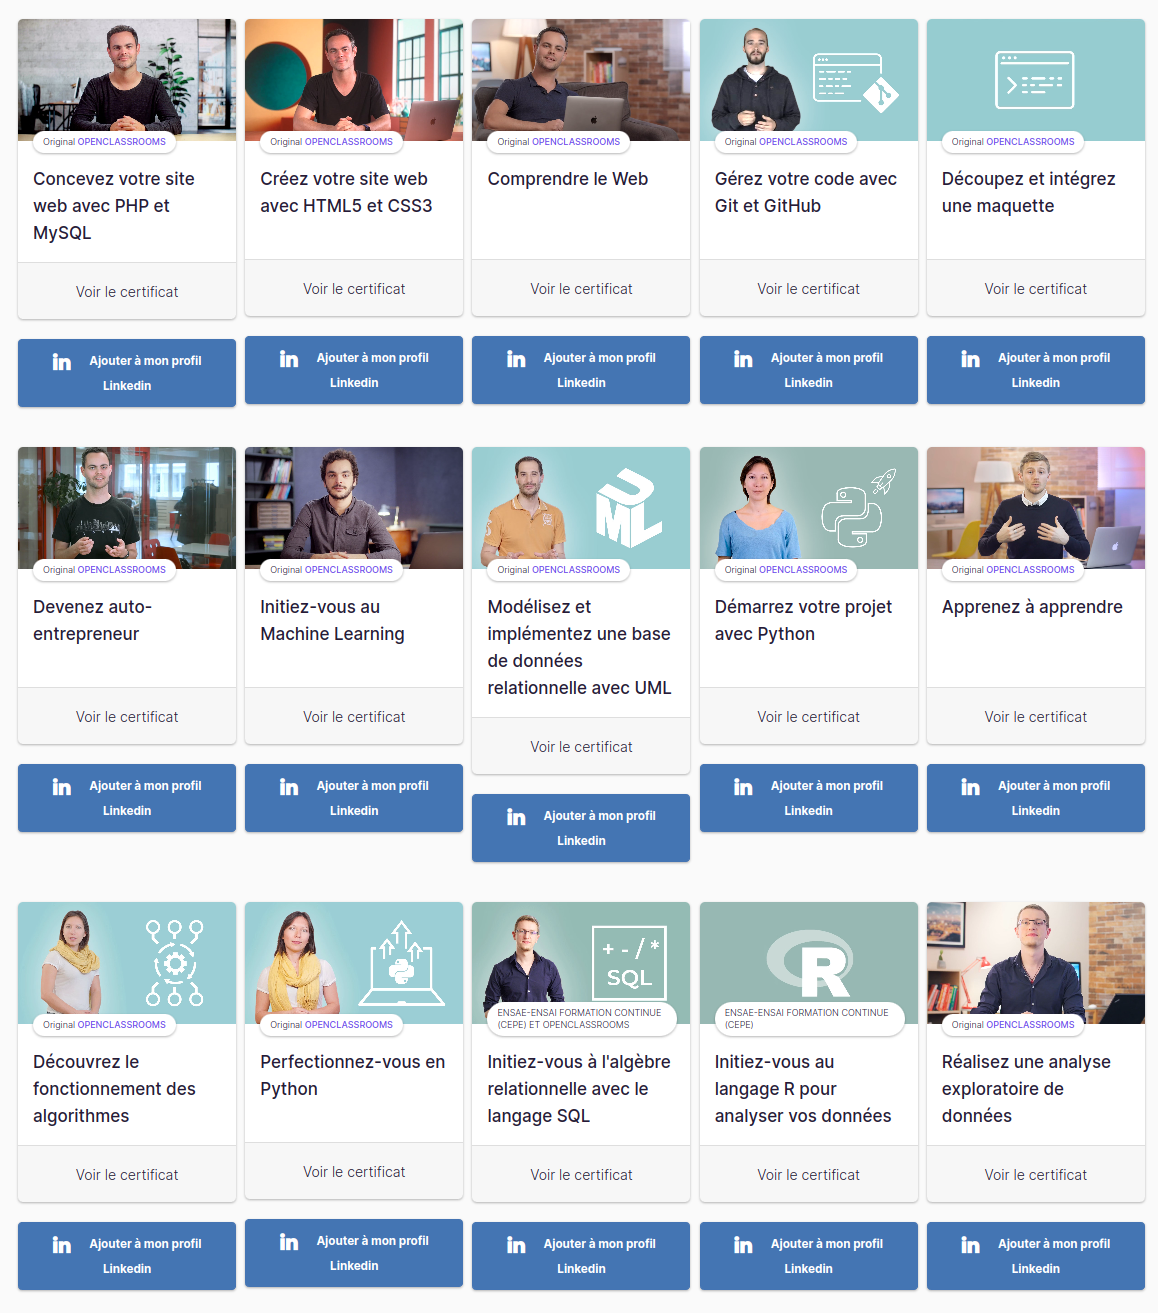 Original OPENCLASSROOMS
Concevez votre site
web avec PHP et
MySQL
Voir le certificat
in Ajouter à mon profil
Linkedin
Original OPENCLASSROOMS
Créez votre site web
avec HTML5 et CSS3
Voir le certificat
in Ajouter à mon profil
Linkedin
Original OPENCLASSROOMS
Comprendre le Web
Voir le certificat
in Ajouter à mon profil
Linkedin
Original OPENCLASSROOMS
Gérez votre code avec
Git et GitHub
Voir le certificat
in Ajouter à mon profil
Linkedin
Original OPENCLASSROOMS
Découpez et intégrez
une maquette
Voir le certificat
in Ajouter à mon profil
Linkedin
Original OPENCLASSROOMS
Devenez auto-
entrepreneur
Voir le certificat
in Ajouter à mon profil
Linkedin
Original OPENCLASSROOMS
Initiez-vous au
Machine Learning
Voir le certificat
in Ajouter à mon profil
Linkedin
UML
Original OPENCLASSROOMS
Modélisez et
implémentez une base
de données
relationnelle avec UML
Voir le certificat
in Ajouter à mon profil
Linkedin
Original OPENCLASSROOMS
Démarrez votre projet
avec Python
Voir le certificat
in Ajouter à mon profil
Linkedin
Original OPENCLASSROOMS
Apprenez à apprendre
Voir le certificat
in Ajouter à mon profil
Linkedin
Original OPENCLASSROOMS
Découvrez le
fonctionnement des
algorithmes
Voir le certificat
in Ajouter à mon profil
Linkedin
Original OPENCLASSROOMS
Perfectionnez-vous en
Python
Voir le certificat
in Ajouter à mon profil
Linkedin
+ - / *
SQL
ENSAE-ENSAI FORMATION CONTINUE
(CEPE) ET OPENCLASSROOMS
Initiez-vous à l'algèbre
relationnelle avec le
langage SQL
Voir le certificat
in Ajouter à mon profil
Linkedin
R
ENSAE-ENSAI FORMATION CONTINUE
(CEPE)
Initiez-vous au
langage R pour
analyser vos données
Voir le certificat
in Ajouter à mon profil
Linkedin
Original OPENCLASSROOMS
Réalisez une analyse
exploratoire de
données
Voir le certificat
in Ajouter à mon profil
Linkedin